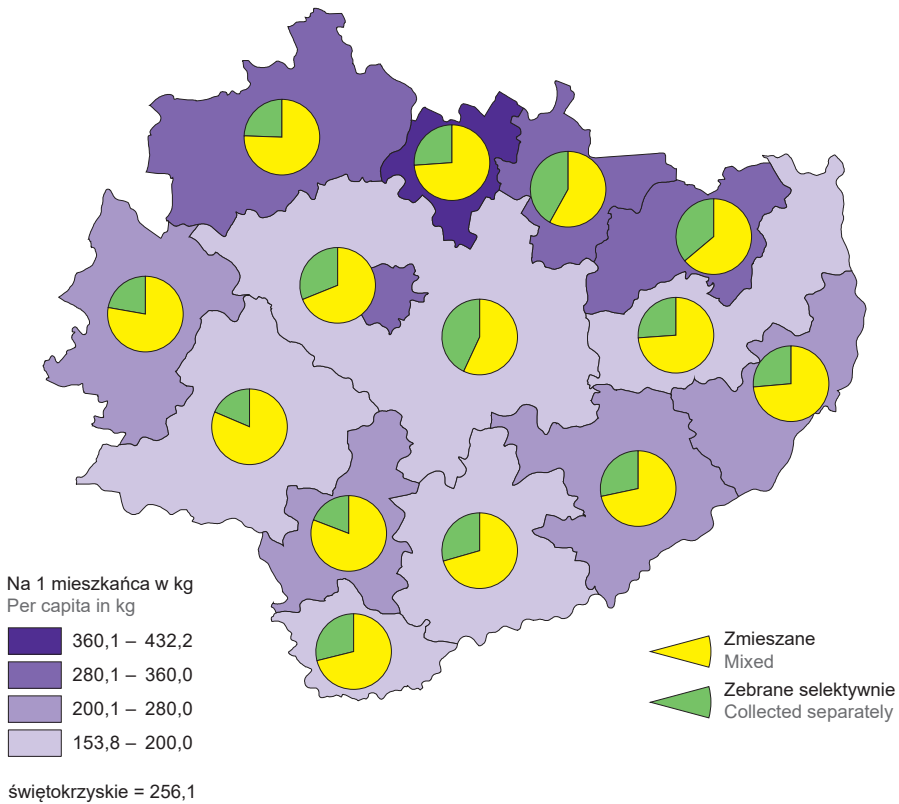 Na 1 mieszkańca w kg
Per capita in kg
360,1 – 432,2
280,1 – 360,0
200,1 – 280,0
153,8 – 200,0
świętokrzyskie = 256,1
Zmieszane
Mixed
Zebrane selektywnie
Collected separately